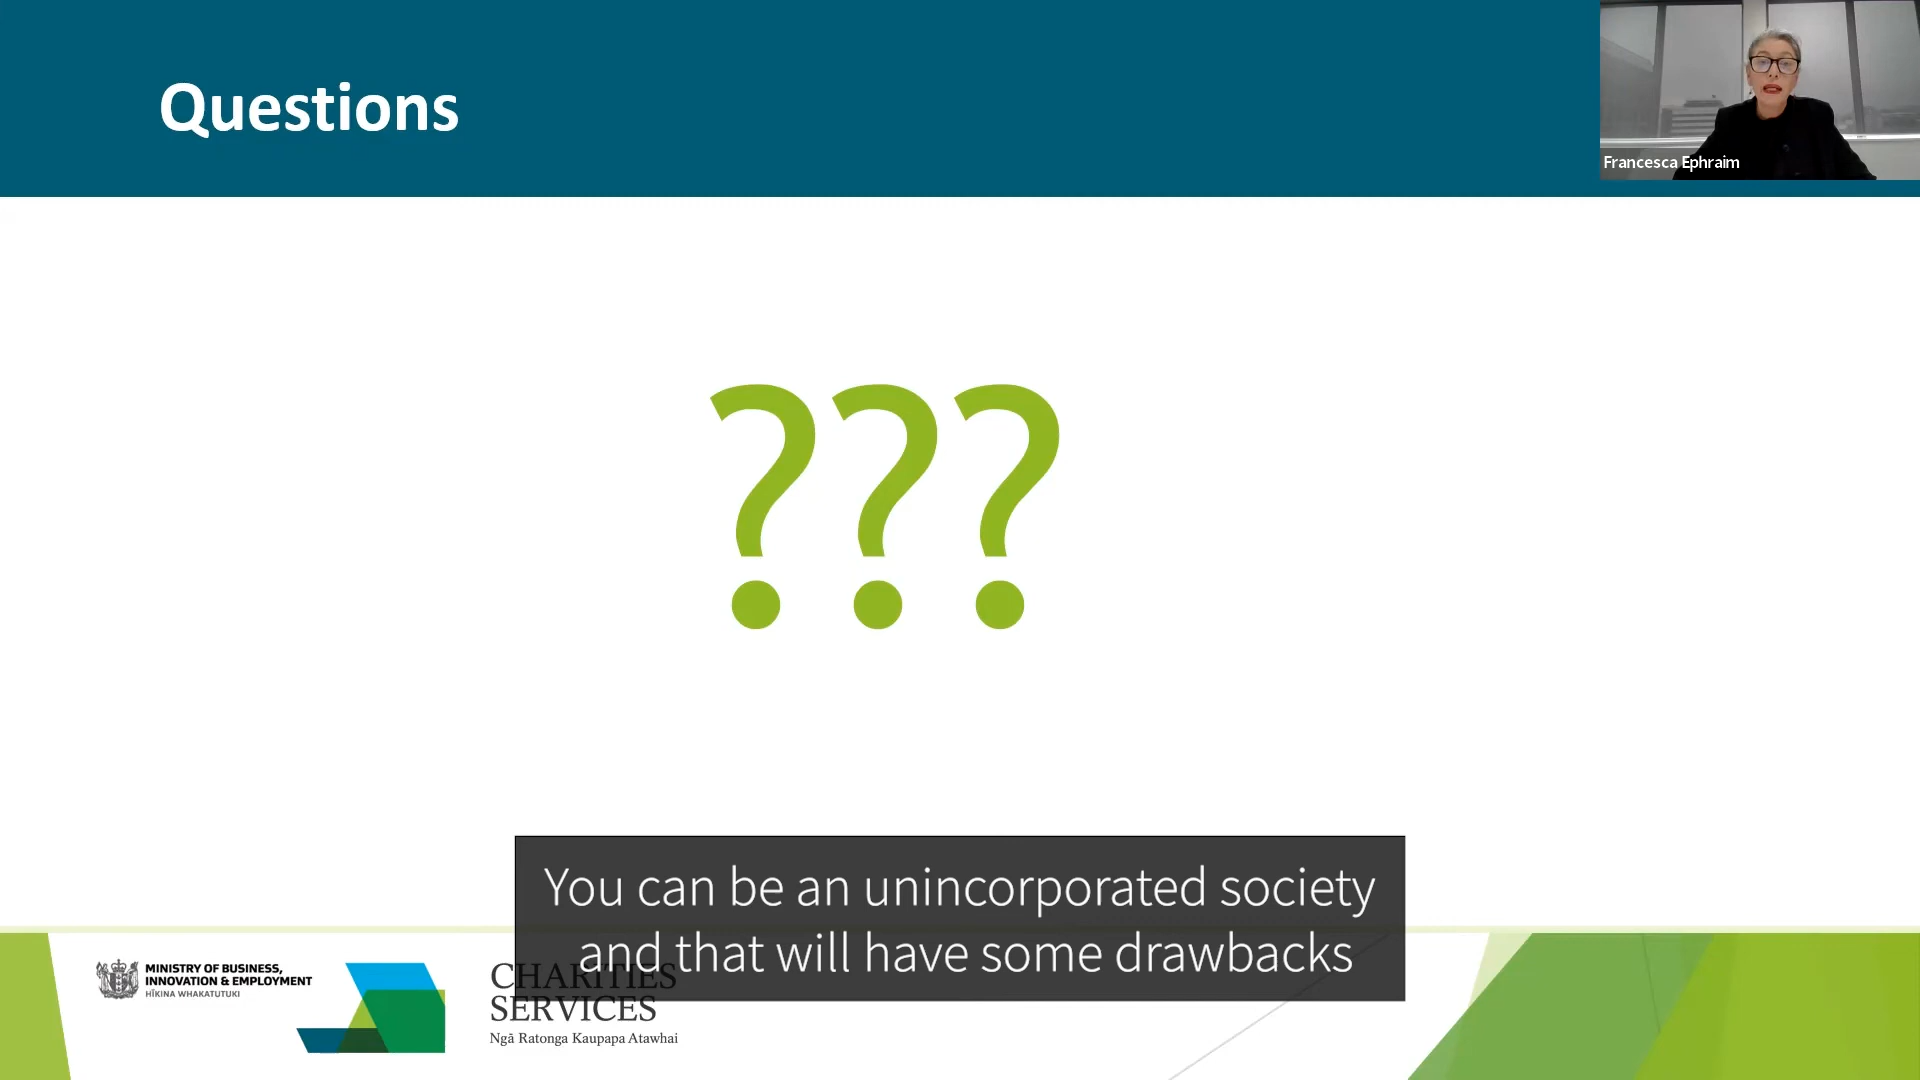 Questions
Francesca Ephraim
???
You can be an unincorporated society
and that will have some drawbacks
MINISTRY OF BUSINESS,
INNOVATION & EMPLOYMENT
HĪKINA WHAKATUTUKI
CHARITIES
SERVICES
Ngā Ratonga Kaupapa Atawhai